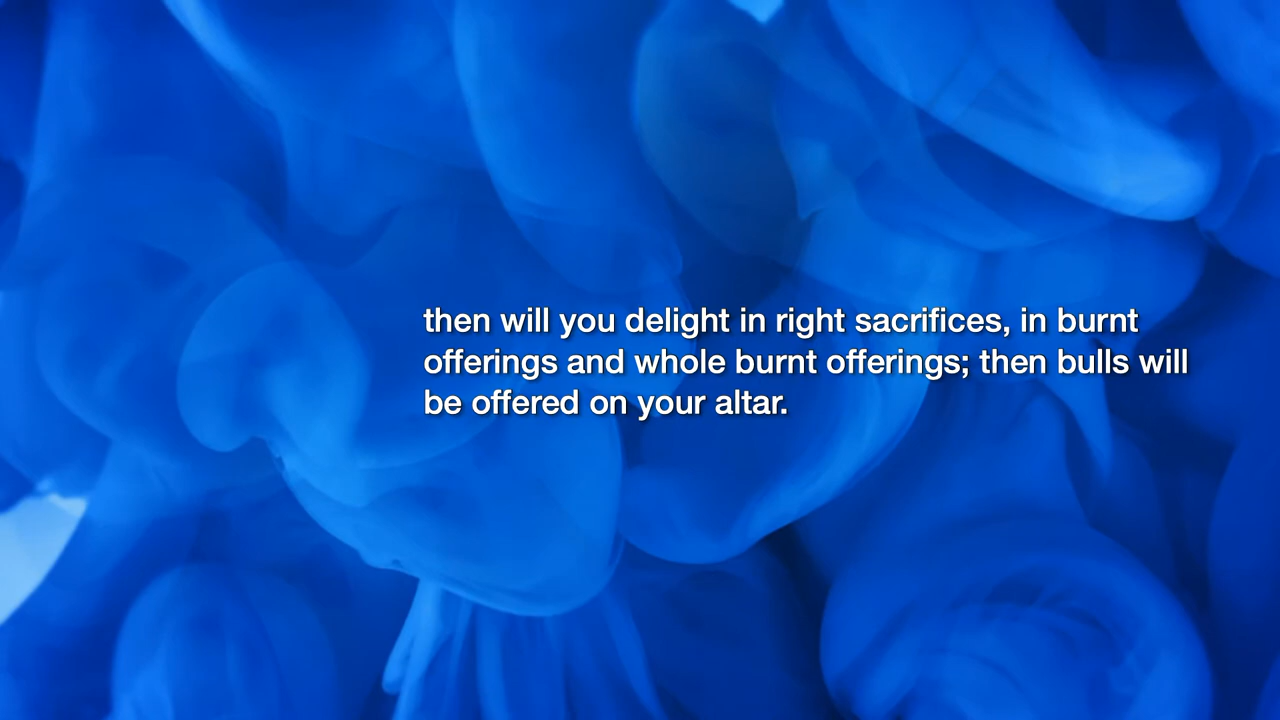 then will you delight in right sacrifices, in burnt
offerings and whole burnt offerings; then bulls will
be offered on your altar.